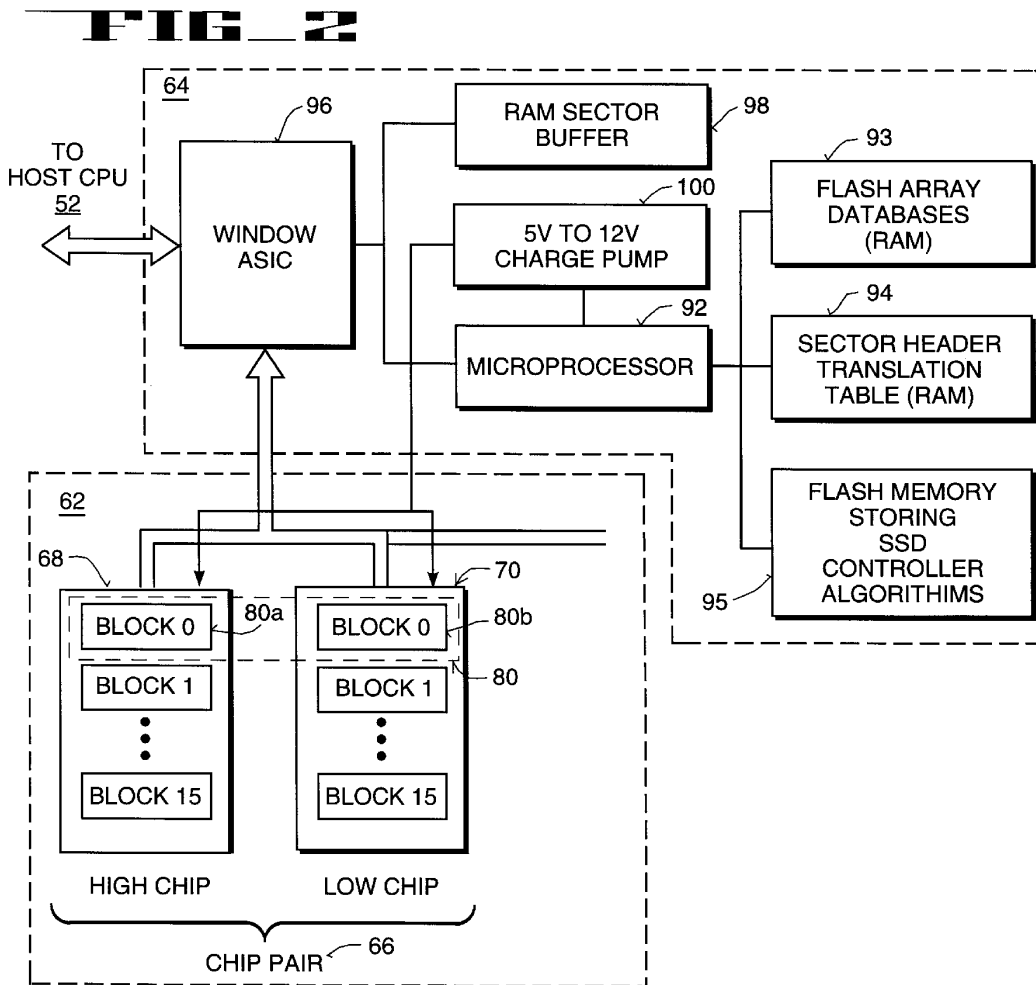 FIG_2
64
96
TO
HOST CPU
52
WINDOW
ASIC
RAM SECTOR
BUFFER
98
100
5V TO 12V
CHARGE PUMP
92
MICROPROCESSOR
93
FLASH ARRAY
DATABASES
(RAM)
94
SECTOR HEADER
TRANSLATION
TABLE (RAM)
FLASH MEMORY
STORING
SSD
CONTROLLER
ALGORITHIMS
95
62
68
70
BLOCK 0
80a
BLOCK 0
80b
80
BLOCK 1
BLOCK 1
BLOCK 15
BLOCK 15
HIGH CHIP
LOW CHIP
CHIP PAIR
66